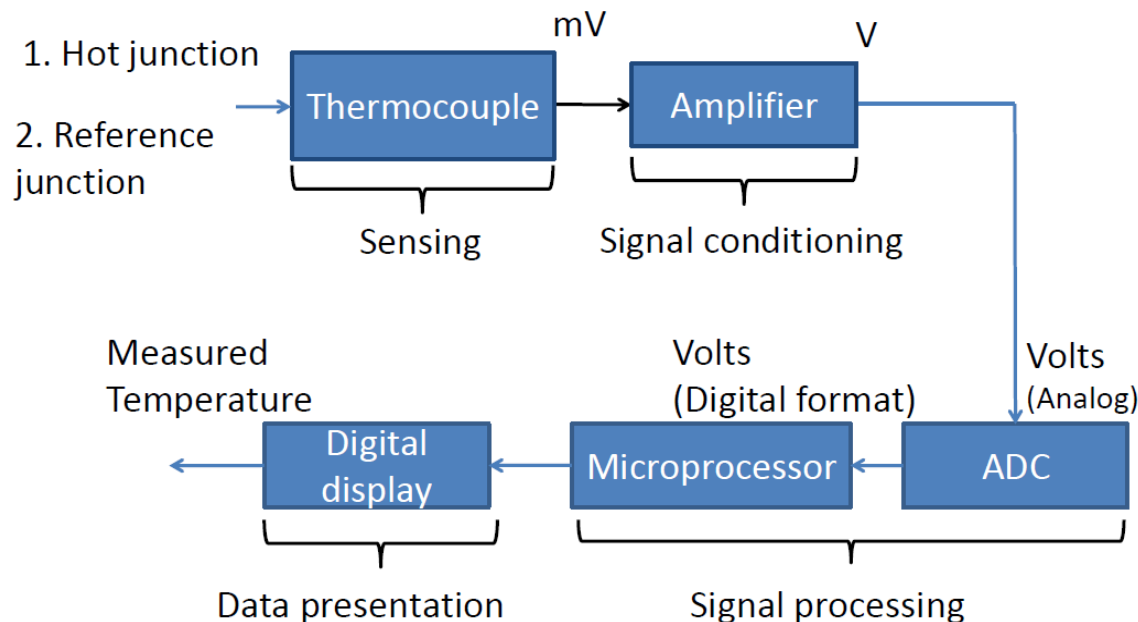 mV
V
1. Hot junction
Thermocouple
Amplifier
2. Reference
junction
Sensing
Signal conditioning
Measured
Temperature
Volts
(Digital format)
Volts
(Analog)
Digital
display
Microprocessor
ADC
Data presentation
Signal processing